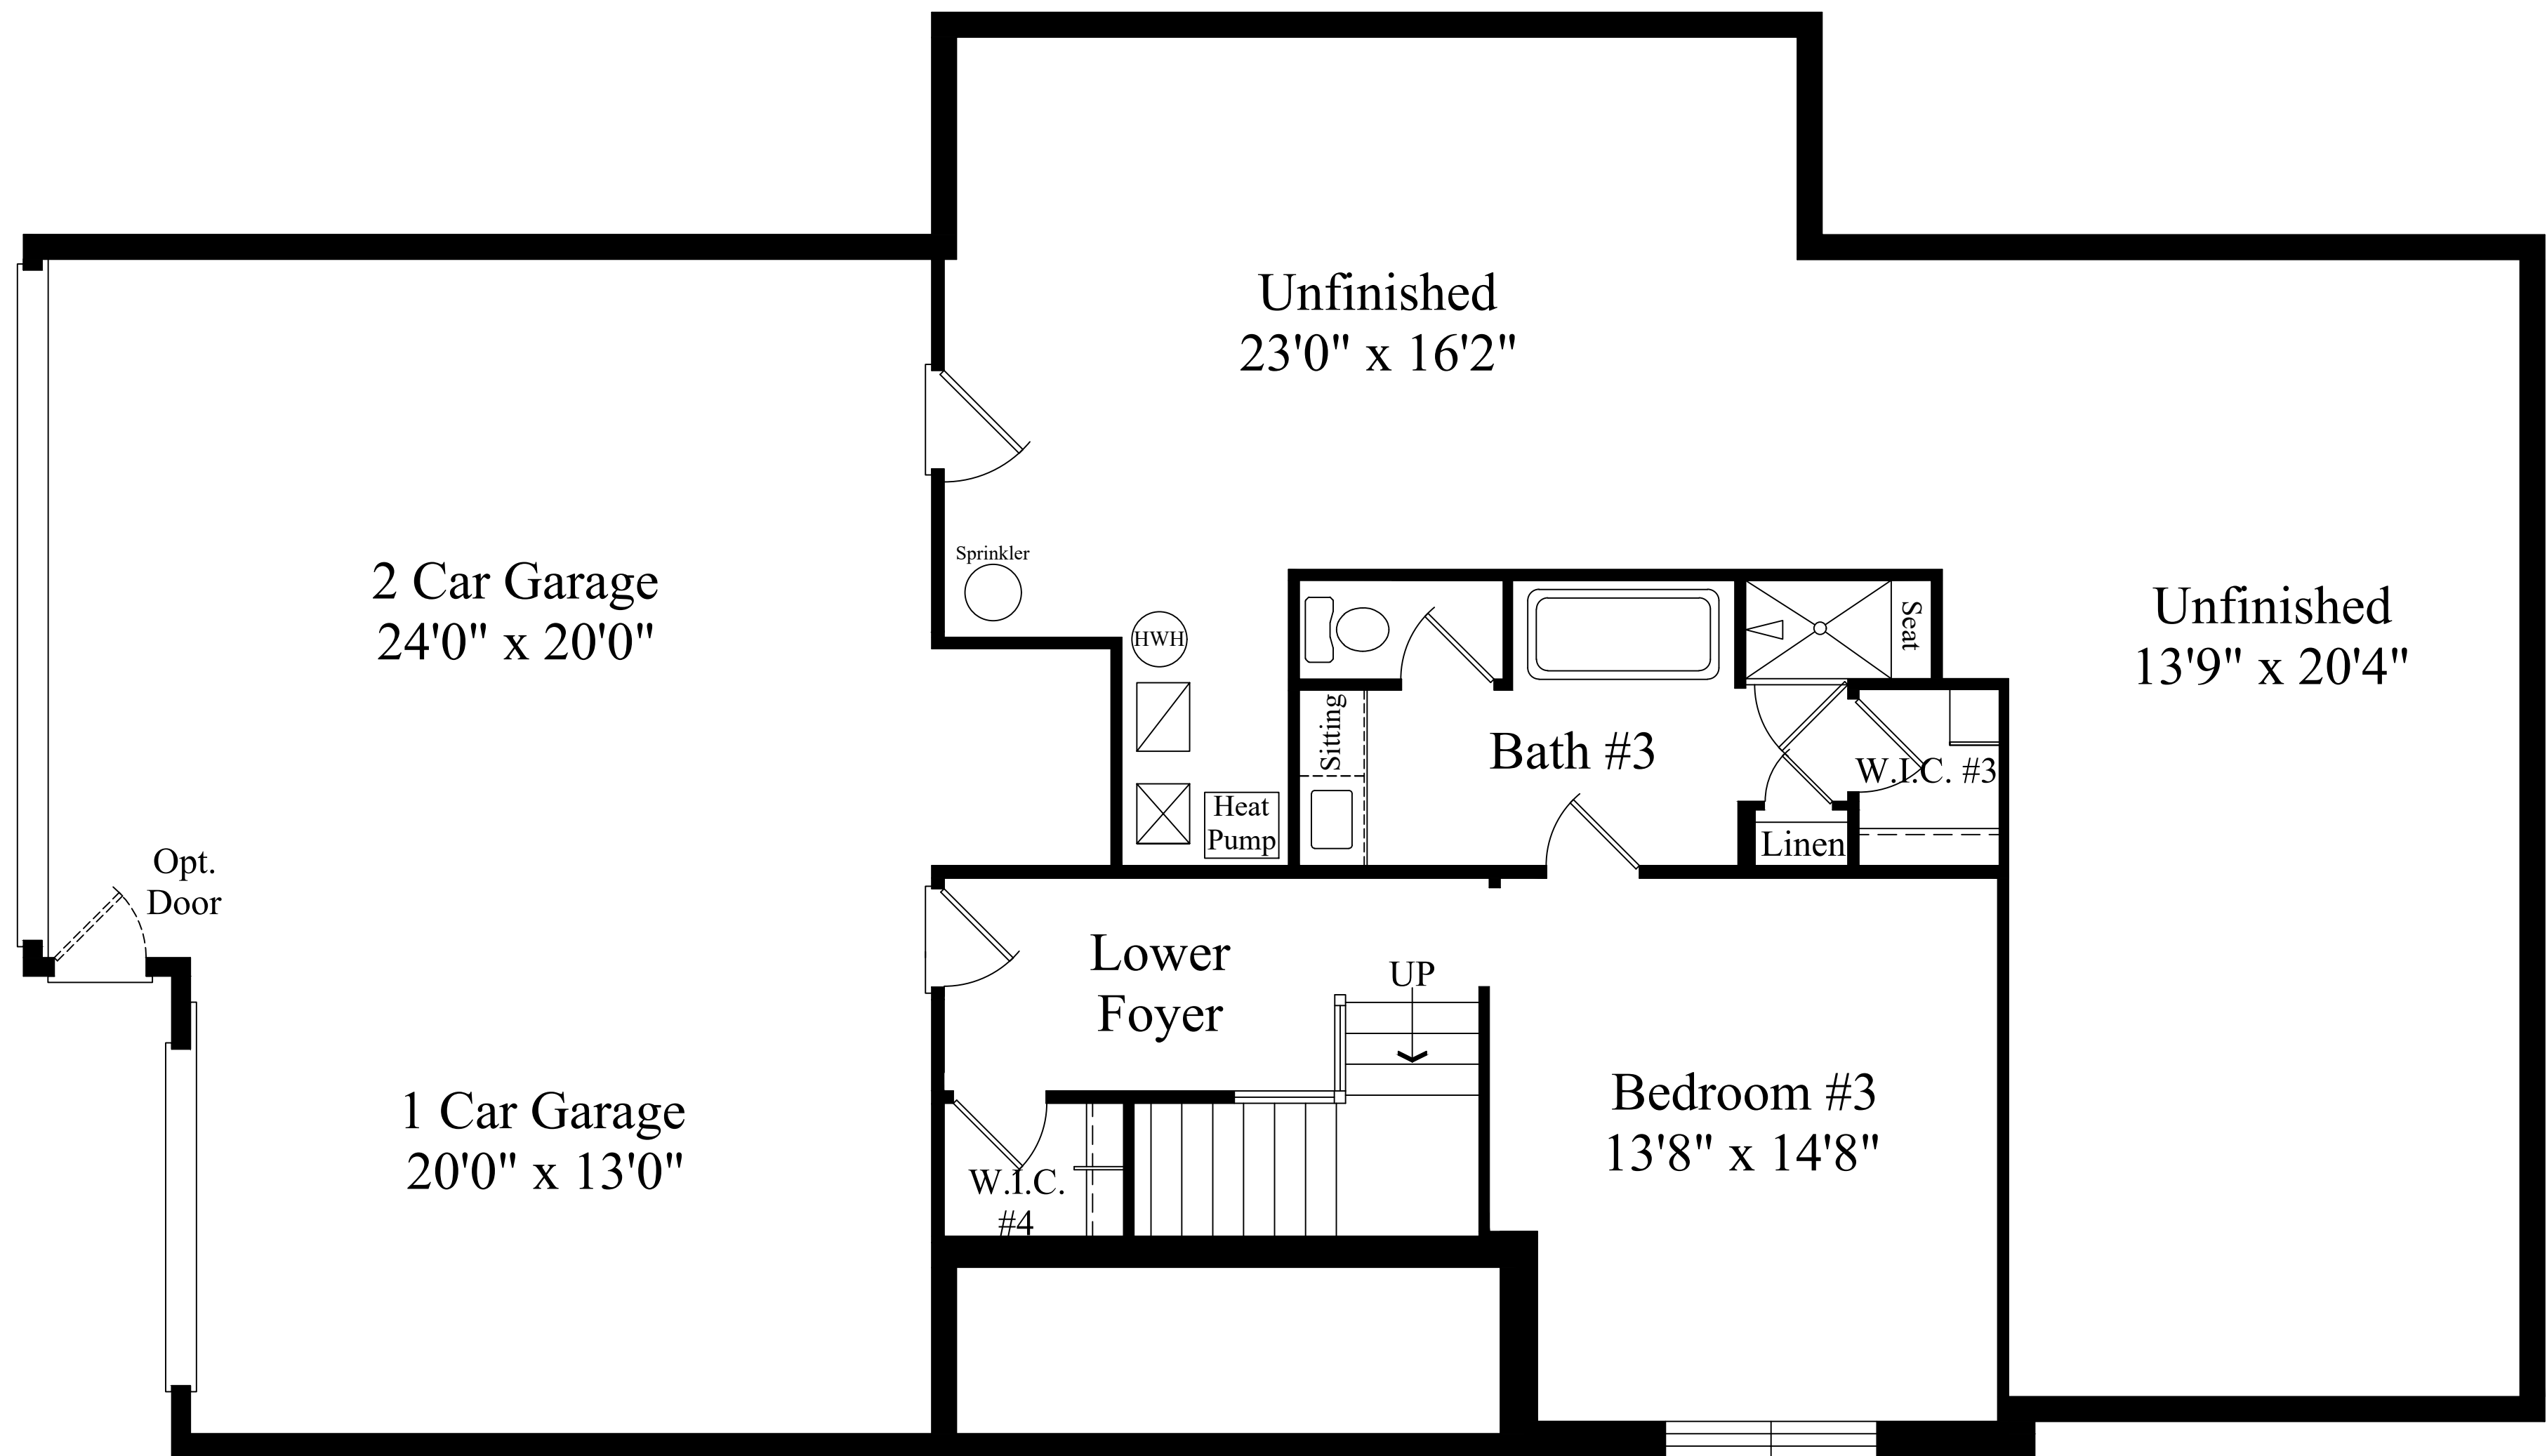 Unfinished
23'0" x 16'2"
Sprinkler
2 Car Garage
24'0" x 20'0"
HWH
Seat
Unfinished
13'9" x 20'4"
Sitting
Bath #3
W.I.C. #3
Heat
Pump
Linen
Opt.
Door
Lower
Foyer
UP
1 Car Garage
20'0" x 13'0"
Bedroom #3
13'8" x 14'8"
W.I.C.
#4